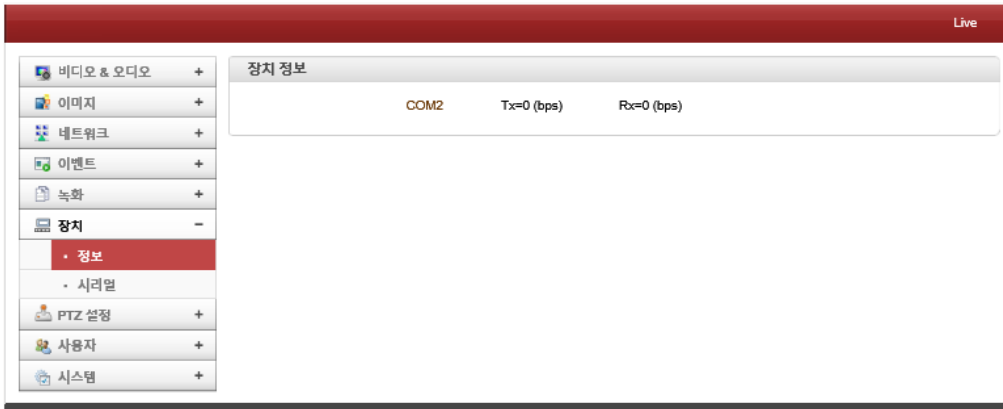 Live
비디오 & 오디오 +
이미지 +
네트워크 +
이벤트 +
녹화 +
장치 -
· 정보
· 시리얼
PTZ 설정 +
사용자 +
시스템 +
장치 정보
COM2 Tx=0 (bps) Rx=0 (bps)